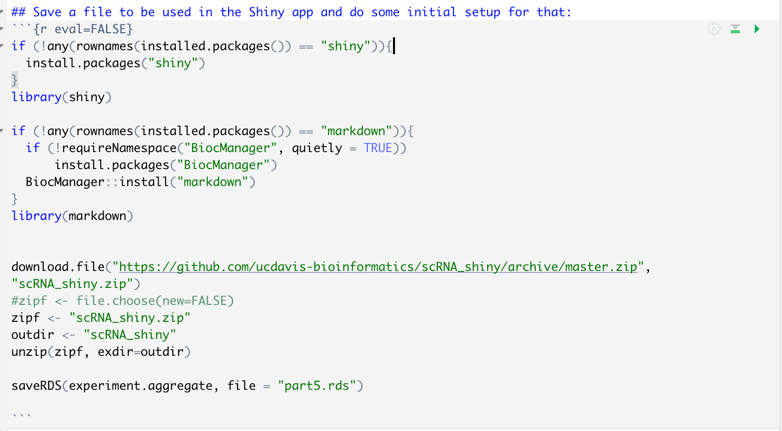 ## Save a file to be used in the Shiny app and do some initial setup for that:
```{r eval=FALSE}
if (!any(rownames(installed.packages()) == "shiny")){
  install.packages("shiny")
}
library(shiny)

if (!any(rownames(installed.packages()) == "markdown")){
  if (!requireNamespace("BiocManager", quietly = TRUE))
      install.packages("BiocManager")
  BiocManager::install("markdown")
}
library(markdown)


download.file("https://github.com/ucdavis-bioinformatics/scRNA_shiny/archive/master.zip",
"scRNA_shiny.zip")
#zipf <- file.choose(new=FALSE)
zipf <- "scRNA_shiny.zip"
outdir <- "scRNA_shiny"
unzip(zipf, exdir=outdir)

saveRDS(experiment.aggregate, file = "part5.rds")

```